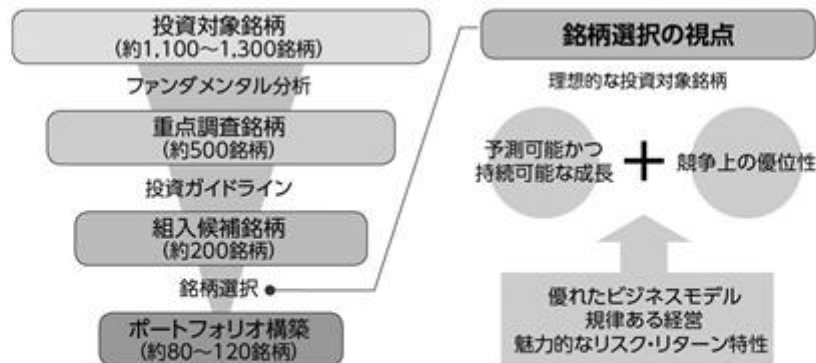 投資対象銘柄
(約1,100～1,300銘柄)
ファンダメンタル分析
重点調査銘柄
(約500銘柄)
投資ガイドライン
組入候補銘柄
(約200銘柄)
銘柄選択
ポートフォリオ構築
(約80～120銘柄)
銘柄選択の視点
理想的な投資対象銘柄
予測可能かつ
持続可能な成長
+
競争上の優位性
優れたビジネスモデル
規律ある経営
魅力的なリスク・リターン特性